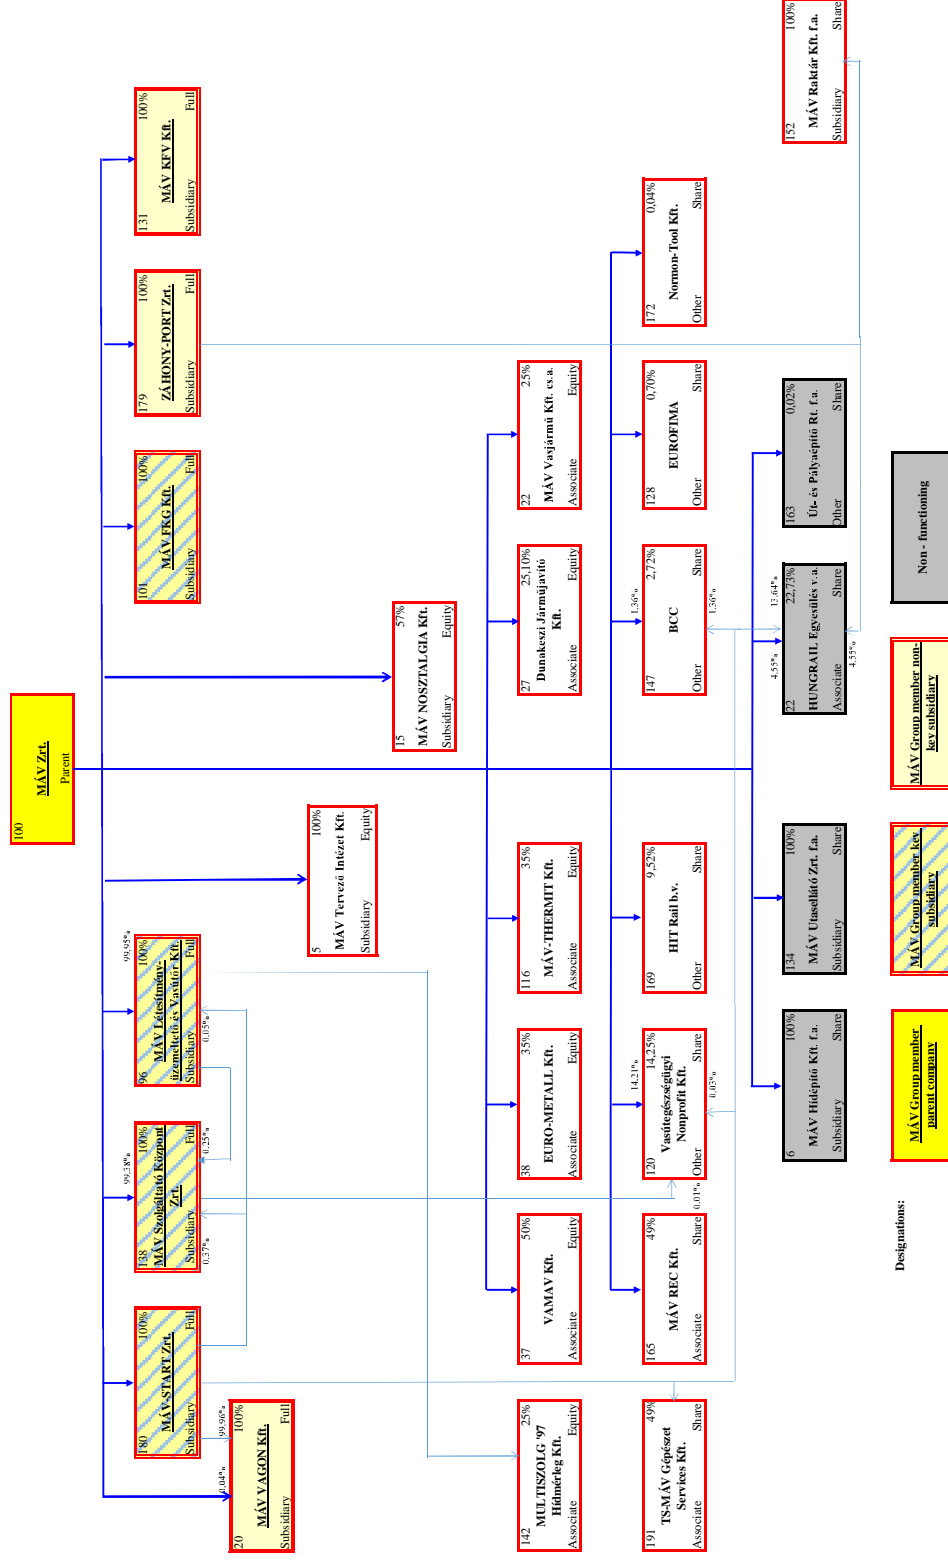 100
MÁV Zrt.
Parent
180
100%
MÁV-START Zrt.
Subsidiary
Full
99,38%
138
100%
MÁV Szolgáltató Központ
Zrt.
Subsidiary
Full
0,37%
0,25%
99,95%
96
100%
MÁV Létesítmény-
üzemeltető és Vasútőr Kft.
Subsidiary
Full
0,05%
101
100%
MÁV FKG Kft.
Subsidiary
Full
179
100%
ZÁHONY-PORT Zrt.
Subsidiary
Full
131
100%
MÁV KFV Kft.
Subsidiary
Full
0,04%
99,96%
20
100%
MÁV VAGON Kft.
Subsidiary
Full
5
100%
MÁV Tervező Intézet Kft.
Subsidiary
Equity
15
57%
MÁV NOSZTALGIA Kft.
Subsidiary
Equity
142
25%
MULTISZOLG '97
Hídmérleg Kft.
Associate
Equity
37
50%
VAMAV Kft.
Associate
Equity
38
35%
EURO-METALL Kft.
Associate
Equity
116
35%
MÁV-THERMIT Kft.
Associate
Equity
27
25,10%
Dunakeszi Járműjavító
Kft.
Associate
Equity
22
25%
MÁV Vasjármű Kft. cs.a.
Associate
Equity
191
49%
TS-MÁV Gépészet
Services Kft.
Associate
Share
165
49%
MÁV REC Kft.
Associate
Share
14,21%
120
14,25%
Vasútegészségügyi
Nonprofit Kft.
Other
Share
0,01%
0,03%
169
9,52%
HIT Rail b.v.
Other
Share
1,36%
147
2,72%
BCC
Other
Share
1,36%
128
0,70%
EUROFIMA
Other
Share
172
0,04%
Normon-Tool Kft.
Other
Share
6
100%
MÁV Hídépítő Kft. f.a.
Subsidiary
Share
134
100%
MÁV Utasellátó Zrt. f.a.
Subsidiary
Share
4,55%
13,64%
22
22,73%
HUNGRAIL Egyesülés v.a.
Associate
Share
4,55%
163
0,02%
Út- és Pályaépítő Rt. f.a.
Other
Share
152
100%
MÁV Raktár Kft. f.a.
Subsidiary
Share
Designations:
MÁV Group member
parent company
MÁV Group member key
subsidiary
MÁV Group member non-
key subsidiary
Non - functioning